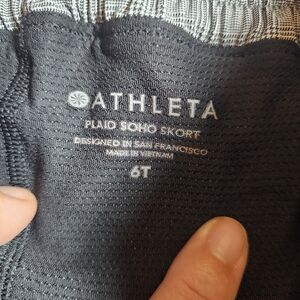 ATHLETA
PLAID SOHO SKORT
DESIGNED IN SAN FRANCISCO
MADE IN VIETNAM
6T